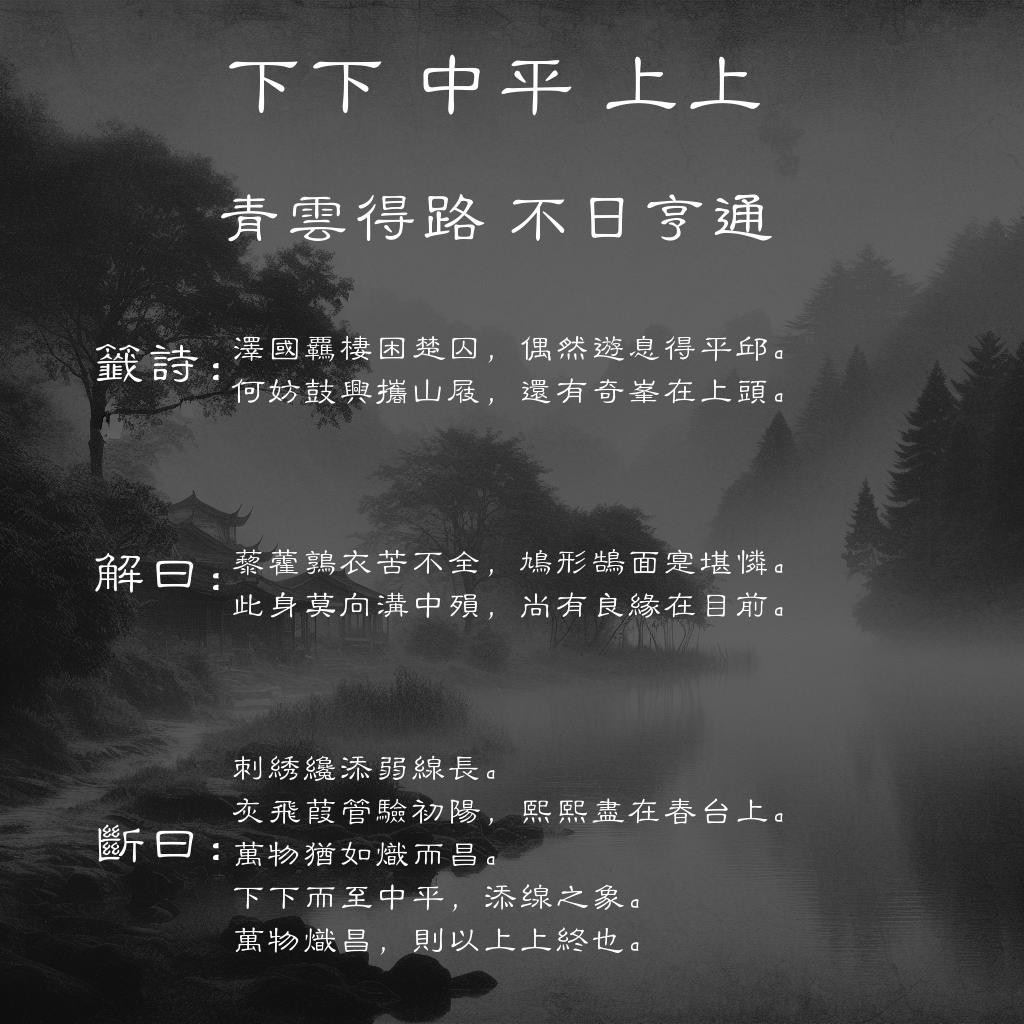 下下 中平 上上
青雲得路 不日亨通
籤詩：
澤國羈棲困楚囚，偶然遊息得平邱。
何妨鼓興攜山屐，還有奇峯在上頭。
解曰：
藜藿鶉衣苦不全，鳩形鵠面寔堪憐。
此身莫向溝中殞，尚有良緣在目前。
斷曰：
刺綉纔添弱線長。
灰飛葭管驗初陽，熙熙盡在春台上。
萬物猶如熾而昌。
下下而至中平，添线之象。
萬物熾昌，則以上上終也。